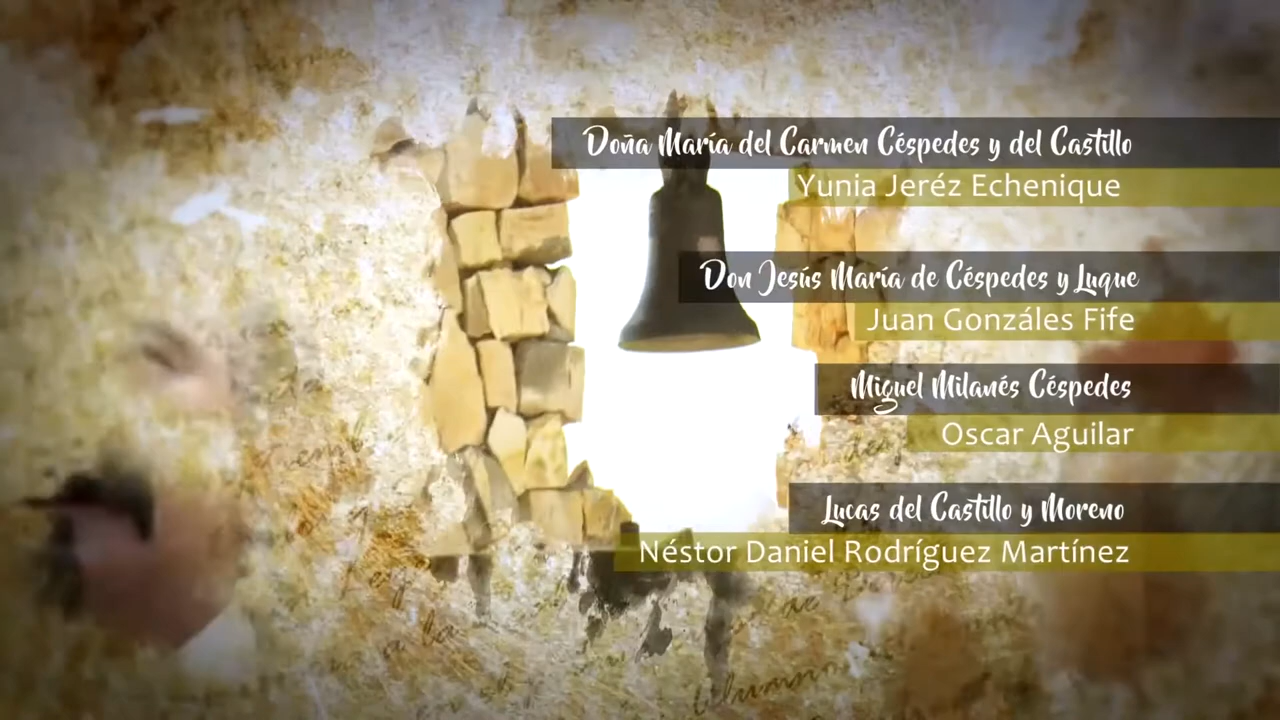 Doña María del Carmen Céspedes y del Castillo
Yunia Jeréz Echenique
Don Jesús María de Céspedes y Luque
Juan Gonzáles Fife
Miguel Milanés Céspedes
Oscar Aguilar
Lucas del Castillo y Moreno
Néstor Daniel Rodríguez Martínez